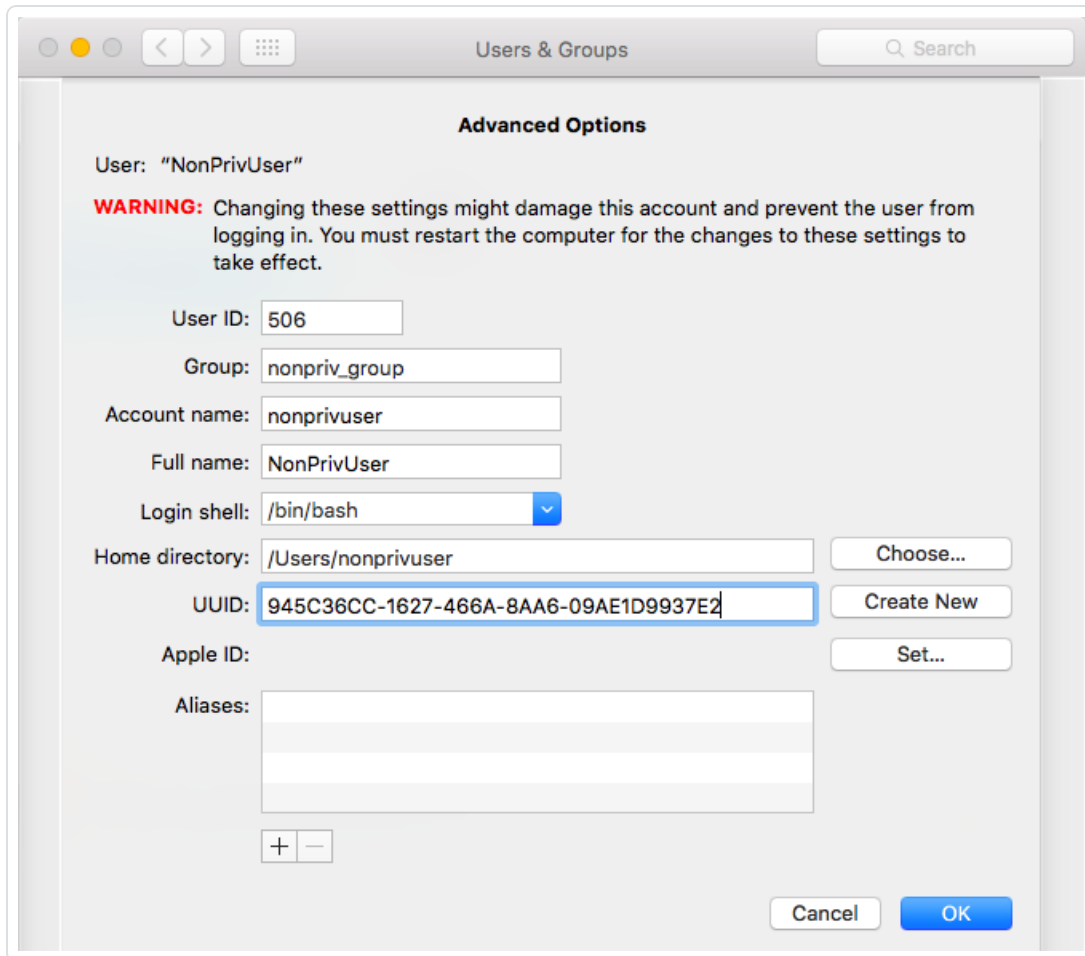 Users & Groups
Search
Advanced Options
User: “NonPrivUser”
WARNING: Changing these settings might damage this account and prevent the user from
logging in. You must restart the computer for the changes to these settings to
take effect.
User ID: 506
Group: nonpriv_group
Account name: nonprivuser
Full name: NonPrivUser
Login shell: /bin/bash
Home directory: /Users/nonprivuser Choose...
UUID: 945C36CC-1627-466A-8AA6-09AE1D9937E2 Create New
Apple ID: Set...
Aliases:
Cancel OK